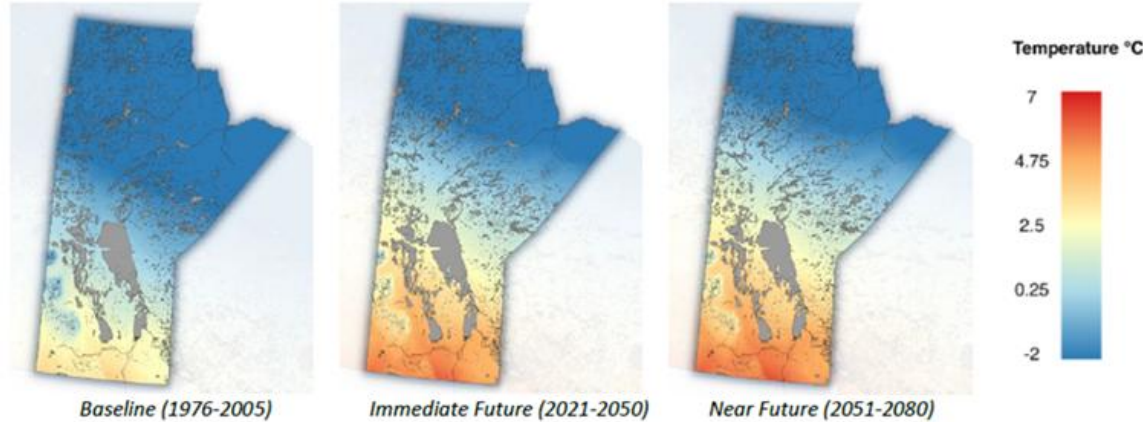 Temperature °C
7
4.75
2.5
0.25
-2
Baseline (1976-2005)
Immediate Future (2021-2050)
Near Future (2051-2080)